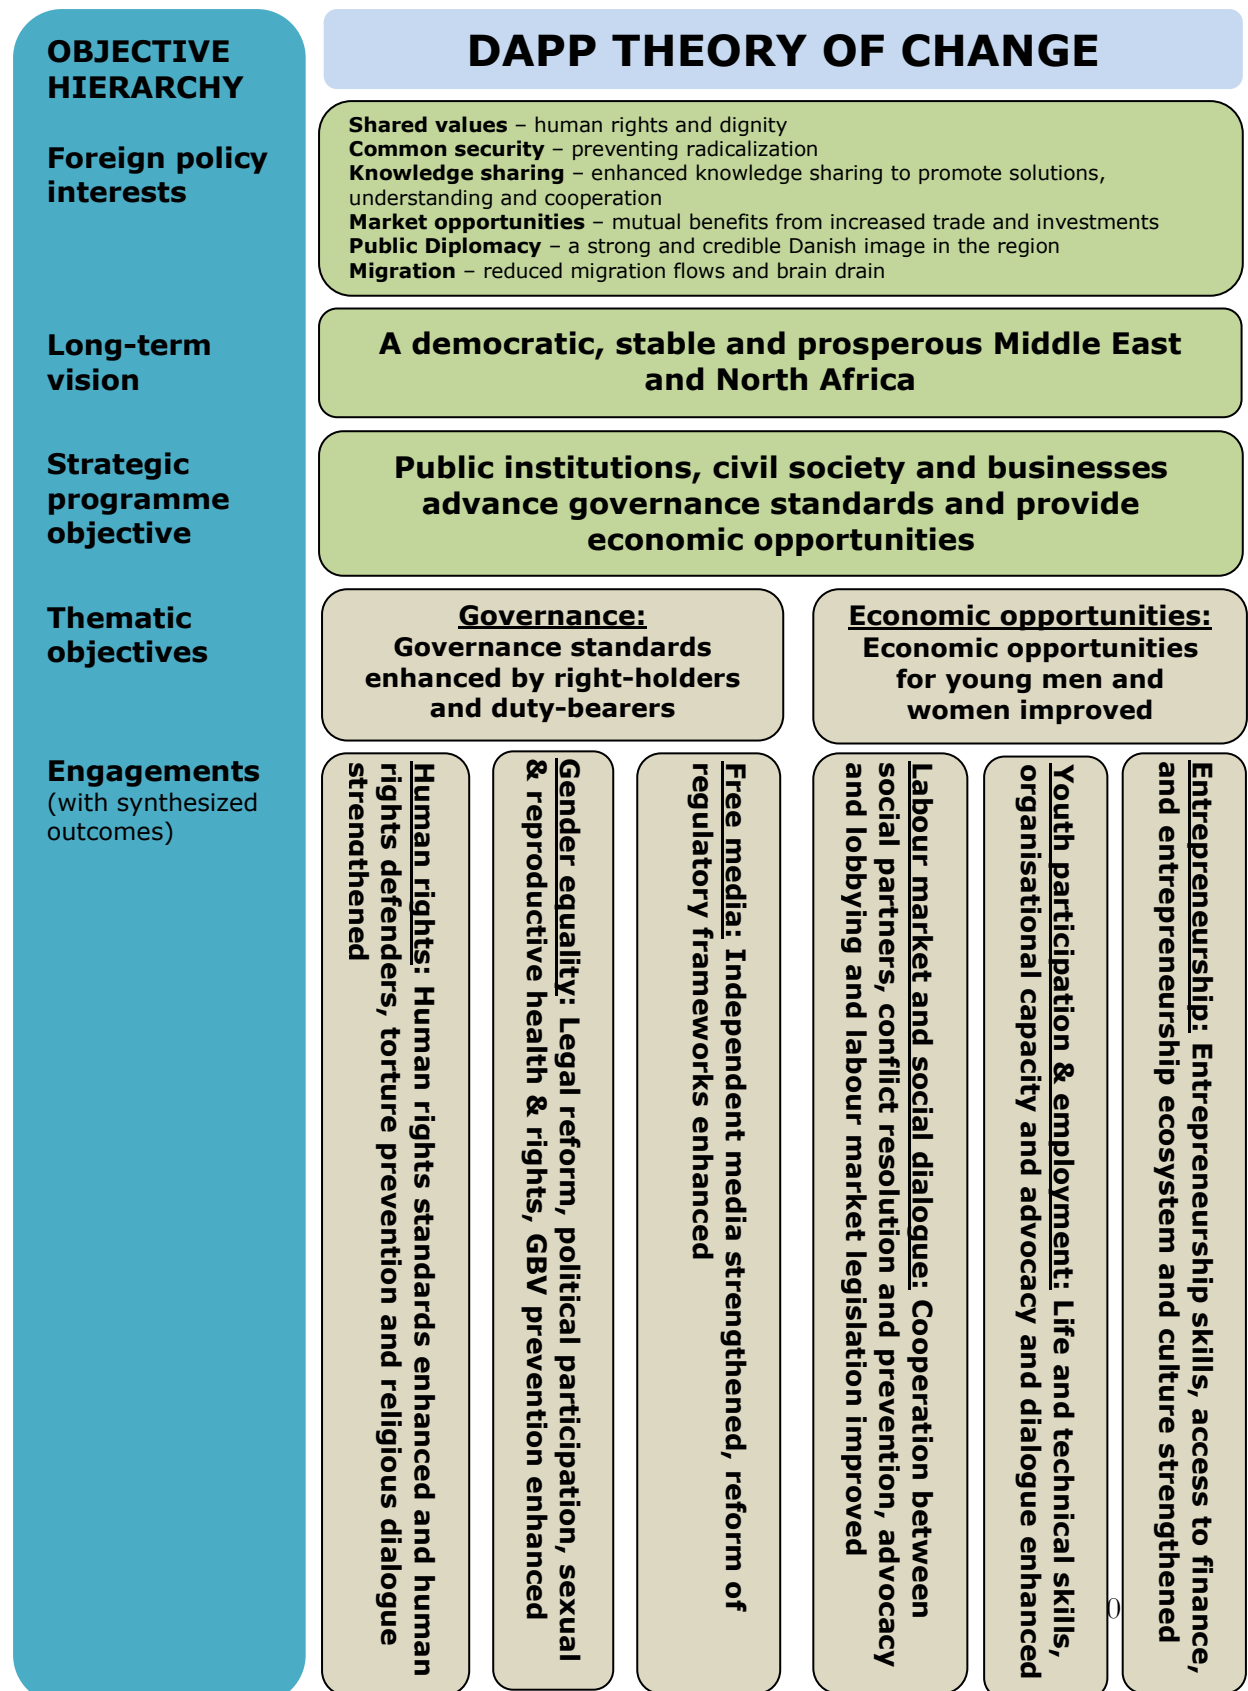 OBJECTIVE
HIERARCHY
DAPP THEORY OF CHANGE
Foreign policy
interests
Shared values – human rights and dignity
Common security – preventing radicalization
Knowledge sharing – enhanced knowledge sharing to promote solutions,
understanding and cooperation
Market opportunities – mutual benefits from increased trade and investments
Public Diplomacy – a strong and credible Danish image in the region
Migration – reduced migration flows and brain drain
Long-term
vision
A democratic, stable and prosperous Middle East
and North Africa
Strategic
programme
objective
Public institutions, civil society and businesses
advance governance standards and provide
economic opportunities
Thematic
objectives
Governance:
Governance standards
enhanced by right-holders
and duty-bearers
Economic opportunities:
Economic opportunities
for young men and
women improved
Engagements
(with synthesized
outcomes)
Human rights: Human rights standards enhanced and human
rights defenders, torture prevention and religious dialogue
strengthened
Gender equality: Legal reform, political participation, sexual
& reproductive health & rights, GBV prevention enhanced
Free media: Independent media strengthened, reform of
regulatory frameworks enhanced
Labour market and social dialogue: Cooperation between
social partners, conflict resolution and prevention, advocacy
and lobbying and labour market legislation improved
Youth participation & employment: Life and technical skills,
organisational capacity and advocacy and dialogue enhanced
Entrepreneurship: Entrepreneurship skills, access to finance,
and entrepreneurship ecosystem and culture strengthened
0